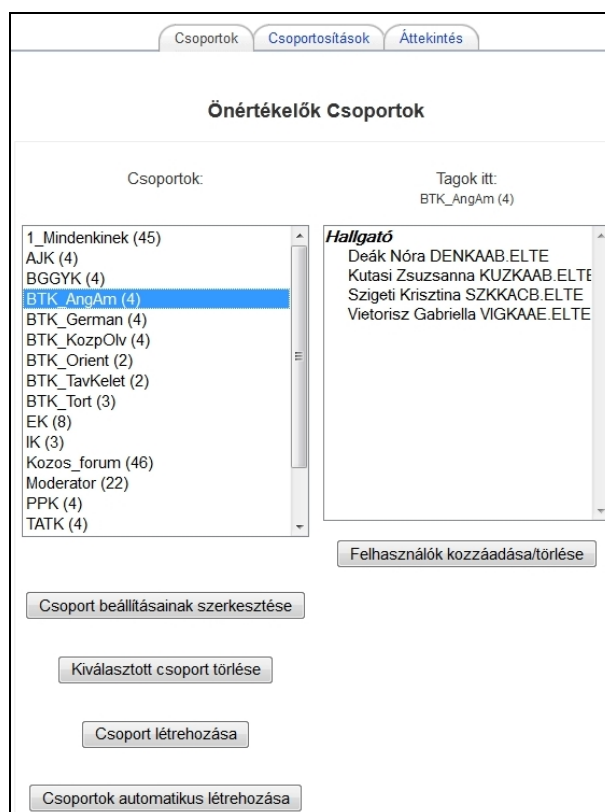 Csoportok Csoportosítások Áttekintés
Önértékelők Csoportok
Csoportok:
1_Mindenkinek (45)
AJK (4)
BGGYK (4)
BTK_AngAm (4)
BTK_German (4)
BTK_KozpOlv (4)
BTK_Orient (2)
BTK_TavKelet (2)
BTK_Tort (3)
EK (8)
IK (3)
Kozos_forum (46)
Moderator (22)
PPK (4)
TATK (4)
Tagok itt:
BTK_AngAm (4)
Hallgató
Deák Nóra DENKAAB.ELTE
Kutasi Zsuzsanna KUZKAAB.ELTE
Szigeti Krisztina SZKKACB.ELTE
Vietorisz Gabriella VIGKAAE.ELTE
Felhasználók kozzáadása/törlése
Csoport beállításainak szerkesztése
Kiválasztott csoport törlése
Csoport létrehozása
Csoportok automatikus létrehozása